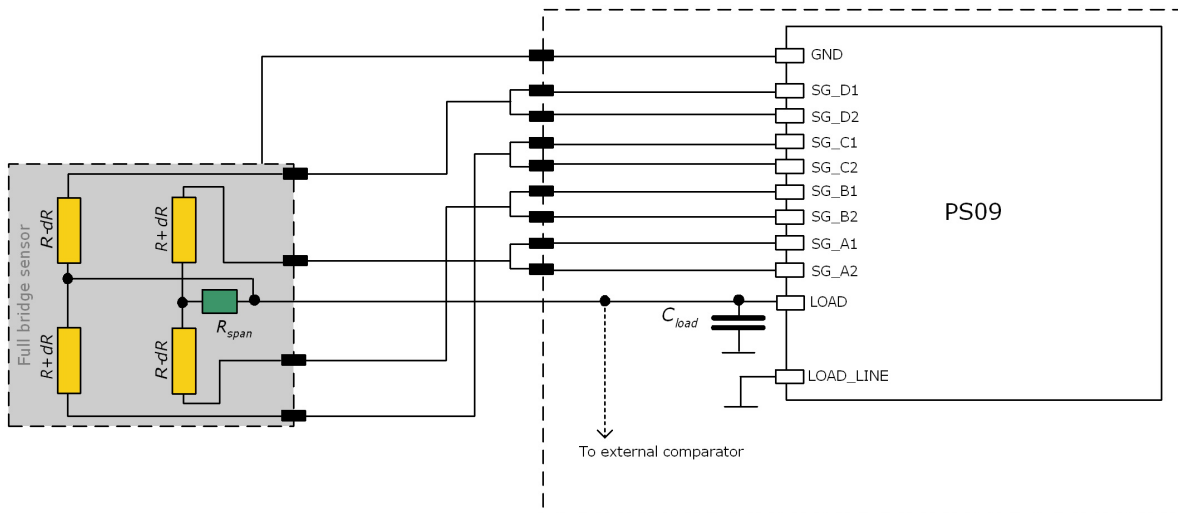 GND
SG_D1
SG_D2
SG_C1
SG_C2
SG_B1
SG_B2
SG_A1
SG_A2
LOAD
LOAD_LINE
PS09
Full bridge sensor
R-dR
R+dR
R+dR
R-dR
Rspan
Cload
To external comparator